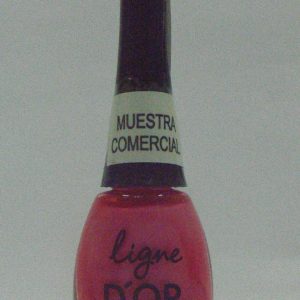 MUESTRA
COMERCIAL
ligne
D'OR